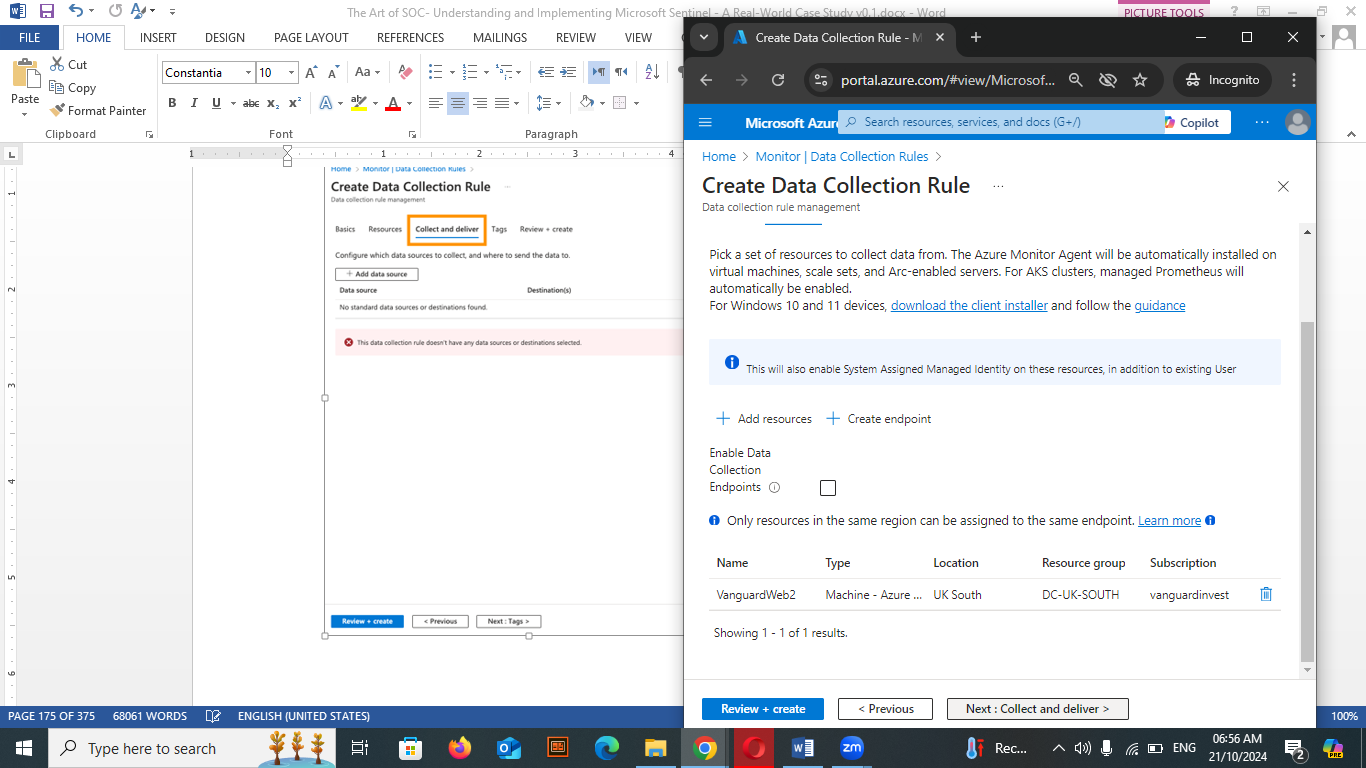 The Art of SOC- Understanding and Implementing Microsoft Sentinel - A Real-World Case Study v0.1.docx - Word
PICTURE TOOLS
FILE HOME INSERT DESIGN PAGE LAYOUT REFERENCES MAILINGS REVIEW VIEW
Cut
Copy
Format Painter
Paste
Clipboard
Constantia 10
Aa
B I U abc x₂ x²
Font
Paragraph
Home > Monitor | Data Collection Rules >
Create Data Collection Rule ...
Data collection rule management
Basics Resources Collect and deliver Tags Review + create
Configure which data sources to collect, and where to send the data to.
+ Add data source
Data source Destination(s)
No standard data sources or destinations found.
This data collection rule doesn't have any data sources or destinations selected.
Review + create < Previous Next : Tags >
PAGE 175 OF 375 68061 WORDS ENGLISH (UNITED STATES)
100%
Create Data Collection Rule - M
portal.azure.com/#view/Microsof...
Incognito
Microsoft Azur
Search resources, services, and docs (G+/)
Copilot
Home > Monitor | Data Collection Rules >
Create Data Collection Rule ...
Data collection rule management
Pick a set of resources to collect data from. The Azure Monitor Agent will be automatically installed on
virtual machines, scale sets, and Arc-enabled servers. For AKS clusters, managed Prometheus will
automatically be enabled.
For Windows 10 and 11 devices, download the client installer and follow the guidance
This will also enable System Assigned Managed Identity on these resources, in addition to existing User
+ Add resources + Create endpoint
Enable Data
Collection
Endpoints
Only resources in the same region can be assigned to the same endpoint. Learn more
Name Type Location Resource group Subscription
VanguardWeb2 Machine - Azure ... UK South DC-UK-SOUTH vanguardinvest
Showing 1 - 1 of 1 results.
Review + create < Previous Next : Collect and deliver >
Type here to search
zm
Rec...
ENG
06:56 AM
21/10/2024
2
PRE